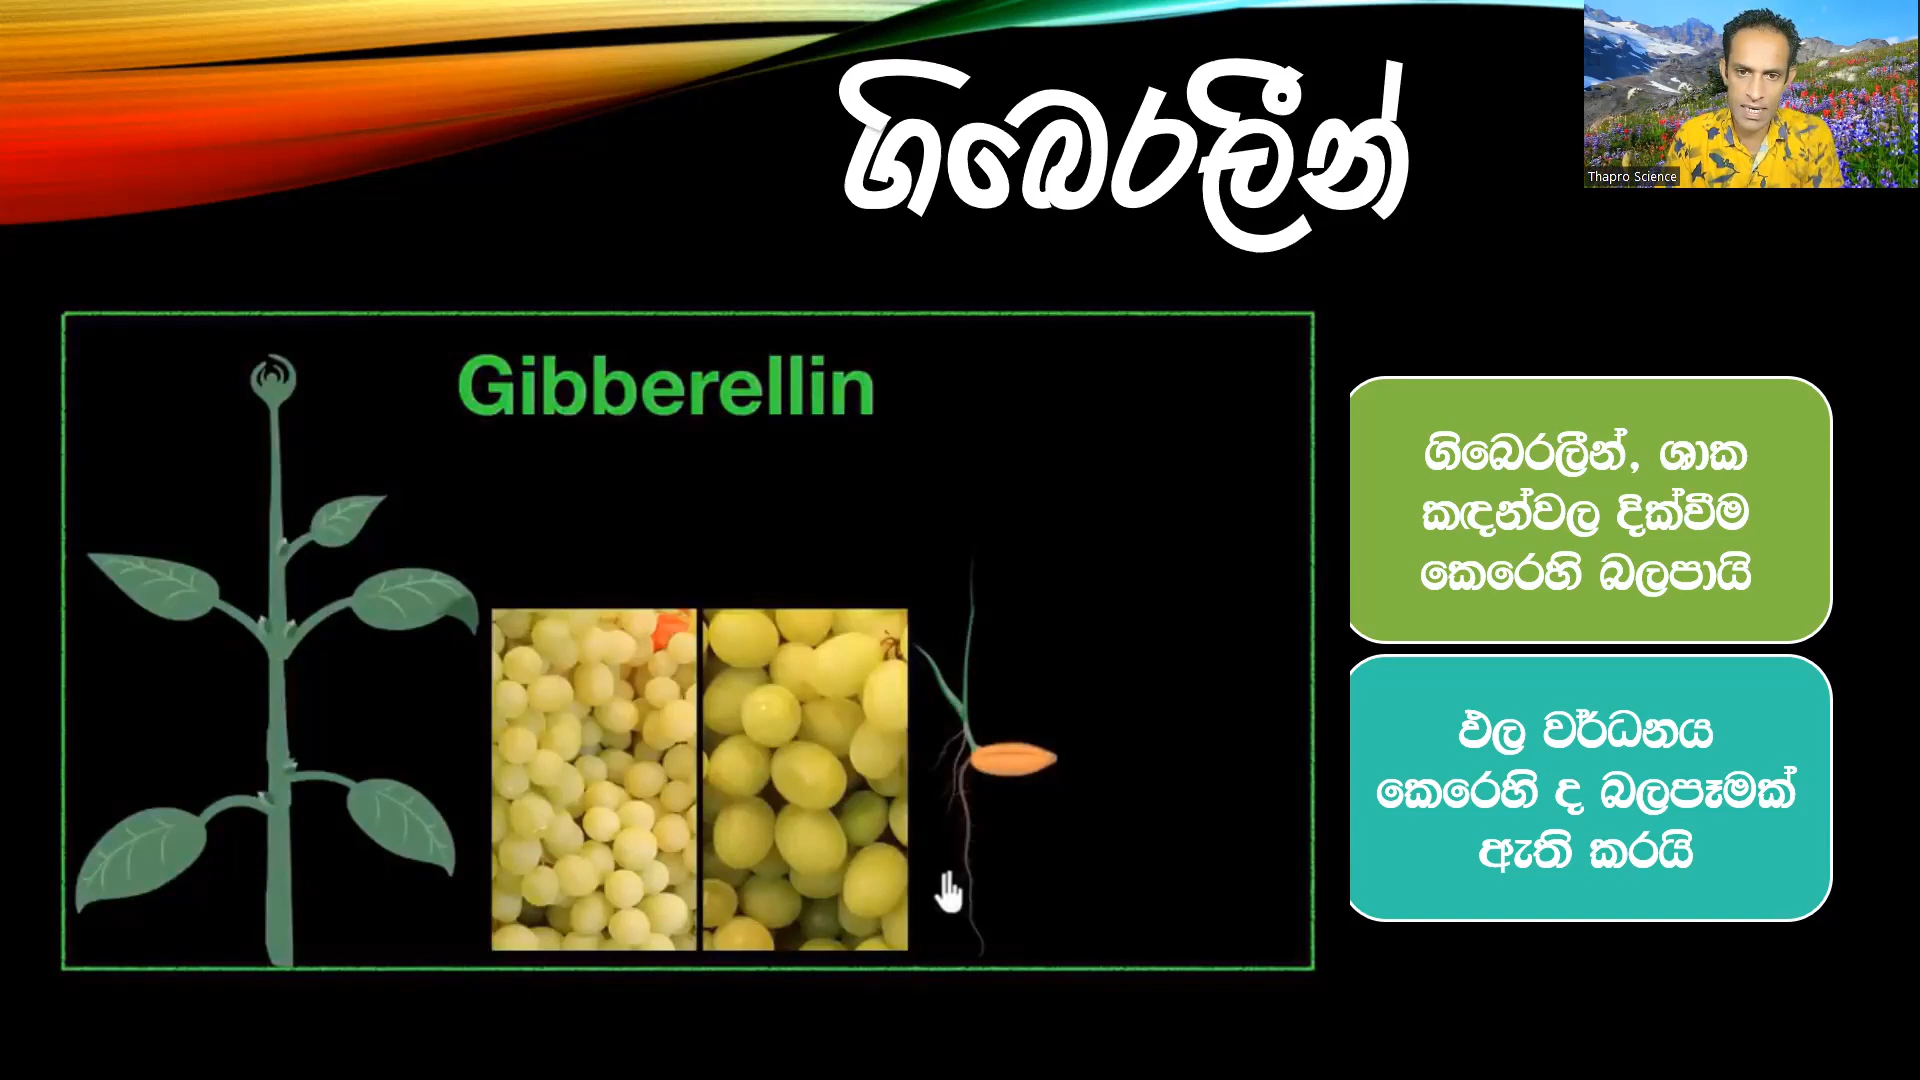 ගිබෙරලීන්
Thapro Science
Gibberellin
ගිබෙරලීන්, ශාක
කඳන්වල දික්වීම
කෙරෙහි බලපායි
ඵල වර්ධනය
කෙරෙහි ද බලපෑමක්
ඇති කරයි